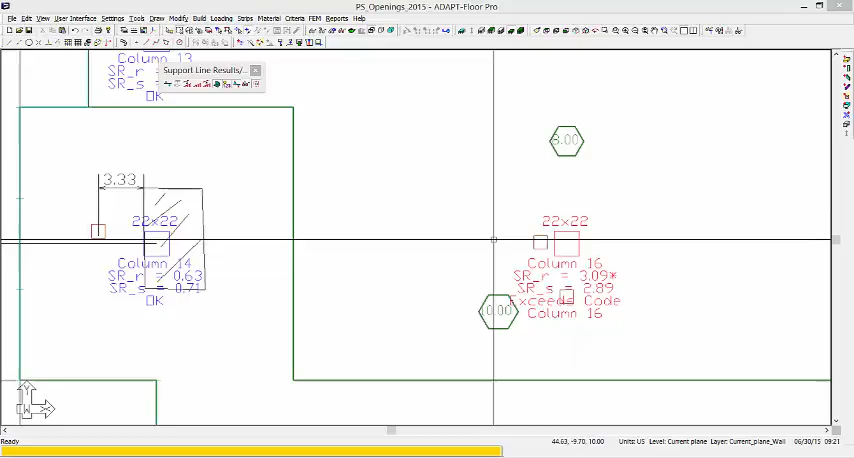 PS_Openings_2015 - ADAPT-Floor Pro
File Edit View User_Interface Settings Tools Draw Modify Build Loading Strips Material Criteria FEM Reports Help
Support Line Results/...
Column 13
SR_r =
SR_s =
OK
3.00
3.33
22x22
22x22
Column 14
SR_r = 0.63
SR_s = 0.71
OK
Column 16
SR_r = 3.09*
SR_s = 2.89
Exceeds Code
Column 16
10.00
W
X
Ready
44.63, -9.70, 10.00 Units: US Level: Current plane Layer: Current_plane_Wall 06/30/15 09:21